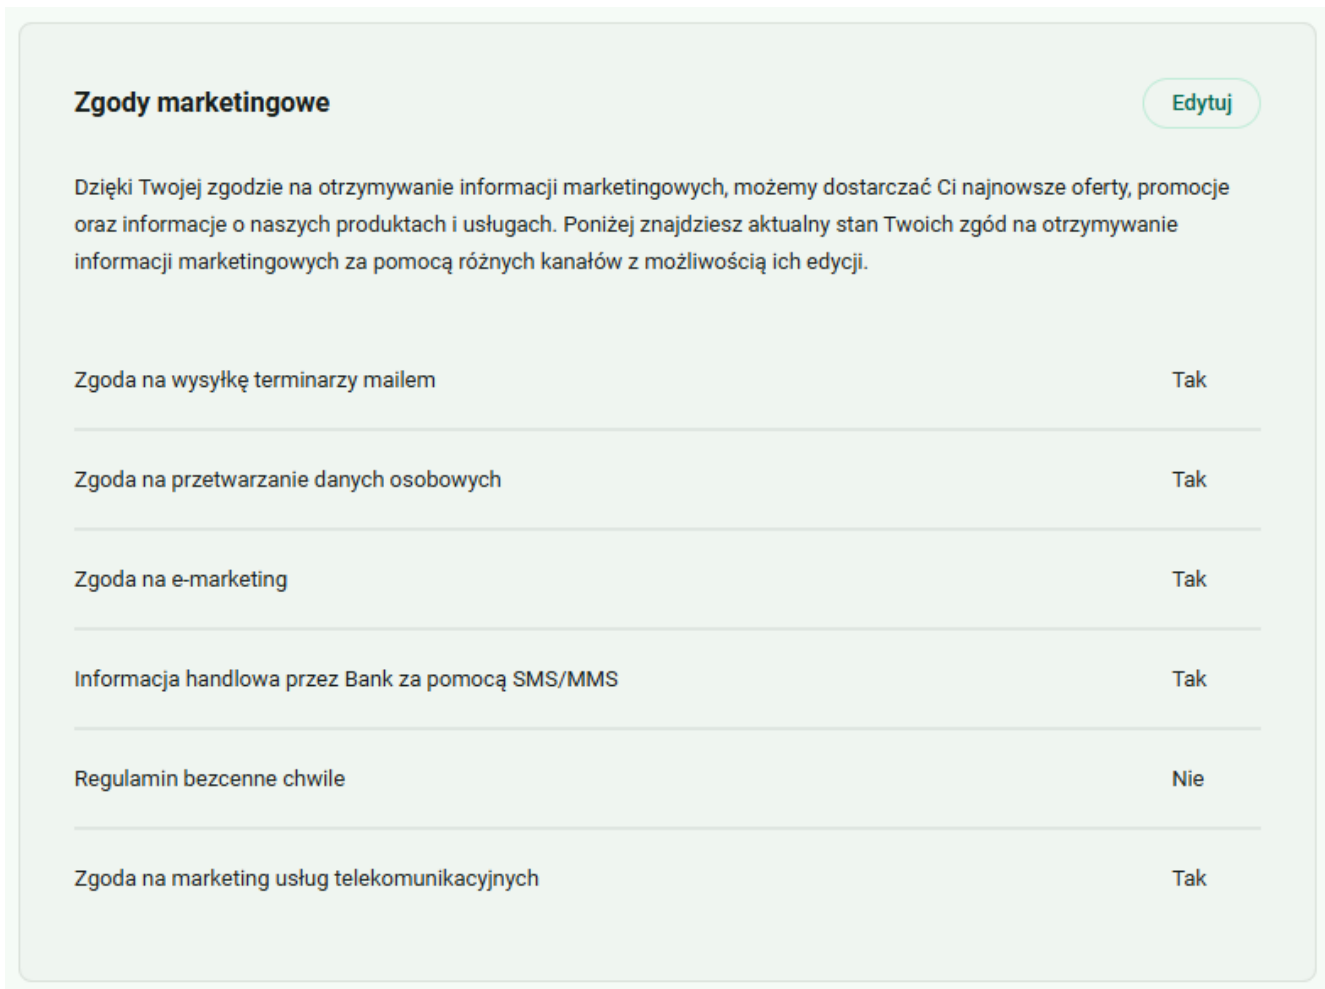 Zgody marketingowe
Edytuj
Dzięki Twojej zgodzie na otrzymywanie informacji marketingowych, możemy dostarczać Ci najnowsze oferty, promocje
oraz informacje o naszych produktach i usługach. Poniżej znajdziesz aktualny stan Twoich zgód na otrzymywanie
informacji marketingowych za pomocą różnych kanałów z możliwością ich edycji.
Zgoda na wysyłkę terminarzy mailem Tak
Zgoda na przetwarzanie danych osobowych Tak
Zgoda na e-marketing Tak
Informacja handlowa przez Bank za pomocą SMS/MMS Tak
Regulamin bezcenne chwile Nie
Zgoda na marketing usług telekomunikacyjnych Tak